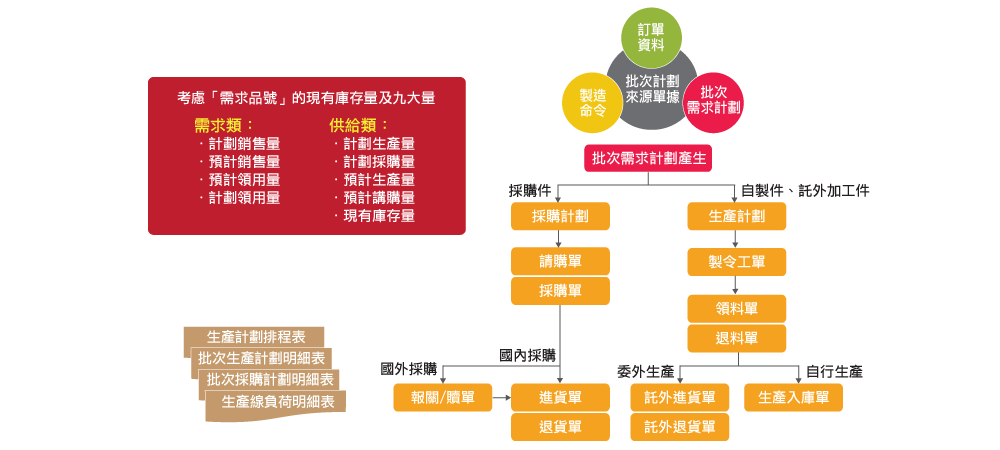 訂單
資料
批次計劃
來源單據
製造
命令
批次
需求計劃
考慮「需求品號」的現有庫存量及九大量
需求類：
·計劃銷售量
·預計銷售量
·預計領用量
·計劃領用量
供給類：
·計劃生產量
·計劃採購量
·預計生產量
·預計講購量
·現有庫存量
批次需求計劃產生
採購件
自製件、託外加工件
採購計劃
生產計劃
請購單
製令工單
採購單
領料單
退料單
國外採購
國內採購
委外生產
自行生產
報關/贖單
進貨單
託外進貨單
生產入庫單
退貨單
託外退貨單
生產計劃排程表
批次生產計劃明細表
批次採購計劃明細表
生產線負荷明細表